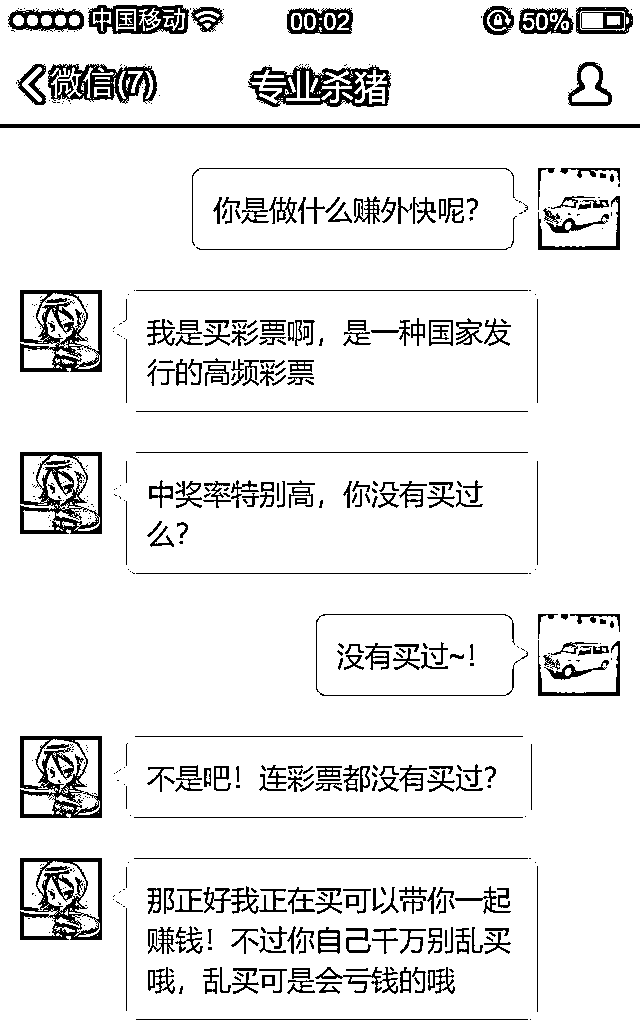 中国移动 00:02 50%
微信(7) 专业杀猪
你是做什么赚外快呢？
我是买彩票啊，是一种国家发
行的高频彩票
中奖率特别高，你没有买过
么？
没有买过~！
不是吧！连彩票都没有买过？
那正好我正在买可以带你一起
赚钱！不过你自己千万别乱买
哦，乱买可是会亏钱的哦